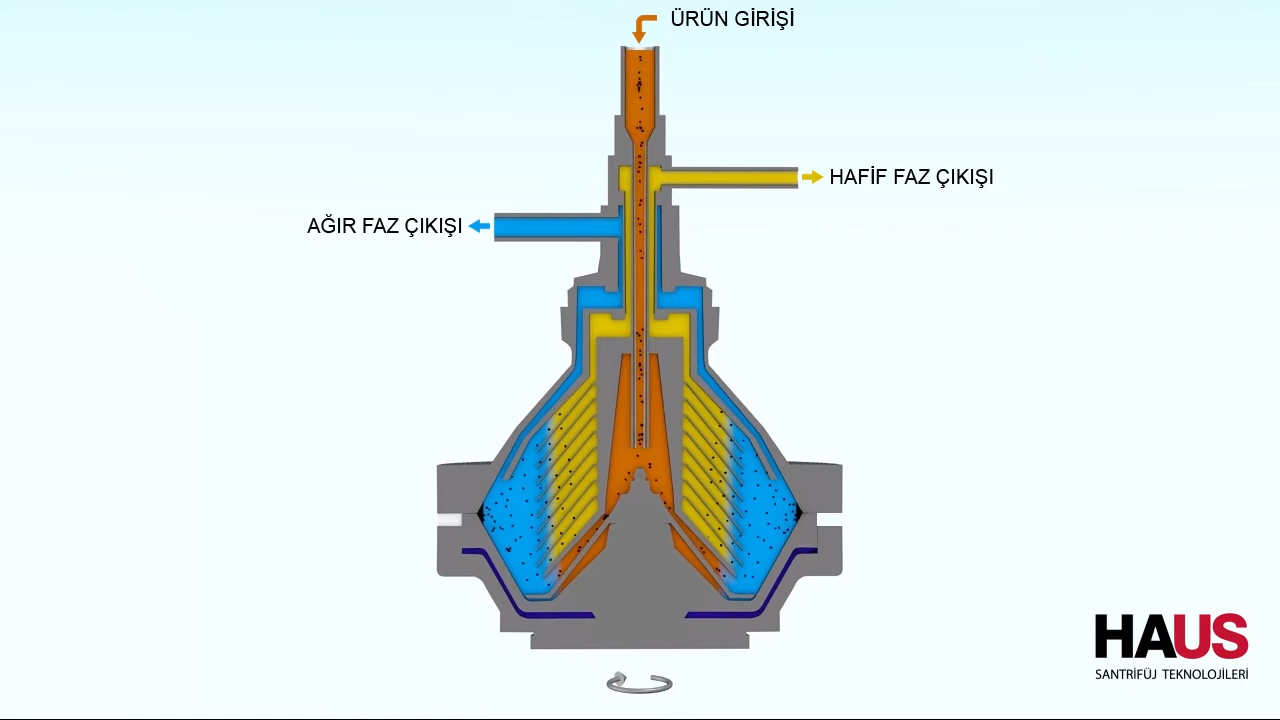 ÜRÜN GİRİŞİ
HAFİF FAZ ÇIKIŞI
AĞIR FAZ ÇIKIŞI
HAUS
SANTRİFÜJ TEKNOLOJİLERİ